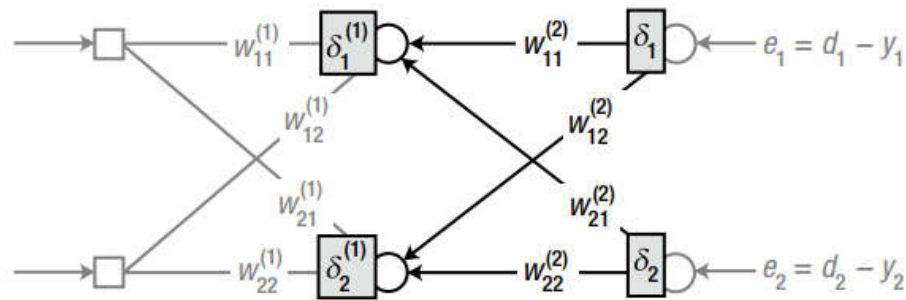 w₁₁⁽¹⁾ δ₁⁽¹⁾ w₁₁⁽²⁾ δ₁ e₁ = d₁ – y₁
w₁₂⁽¹⁾ w₁₂⁽²⁾
w₂₁⁽¹⁾ w₂₁⁽²⁾
w₂₂⁽¹⁾ δ₂⁽¹⁾ w₂₂⁽²⁾ δ₂ e₂ = d₂ – y₂